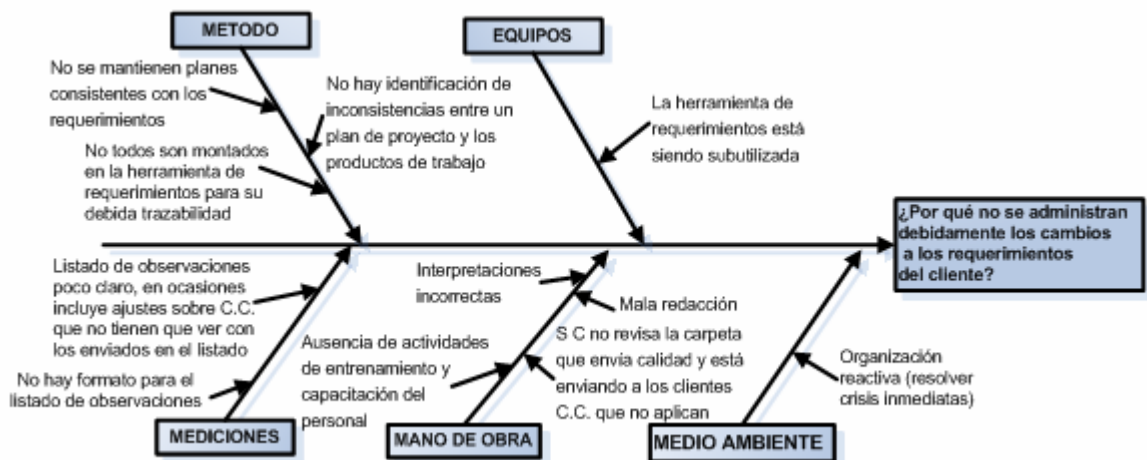 METODO
EQUIPOS
No se mantienen planes
consistentes con los
requerimientos
No hay identificación de
inconsistencias entre un
plan de proyecto y los
productos de trabajo
No todos son montados
en la herramienta de
requerimientos para su
debida trazabilidad
La herramienta de
requerimientos está
siendo subutilizada
¿Por qué no se administran
debidamente los cambios
a los requerimientos
del cliente?
Listado de observaciones
poco claro, en ocasiones
incluye ajustes sobre C.C.
que no tienen que ver con
los enviados en el listado
No hay formato para el
listado de observaciones
Interpretaciones
incorrectas
Mala redacción
Ausencia de actividades
de entrenamiento y
capacitación del
personal
S C no revisa la carpeta
que envía calidad y está
enviando a los clientes
C.C. que no aplican
Organización
reactiva (resolver
crisis inmediatas)
MEDICIONES
MANO DE OBRA
MEDIO AMBIENTE